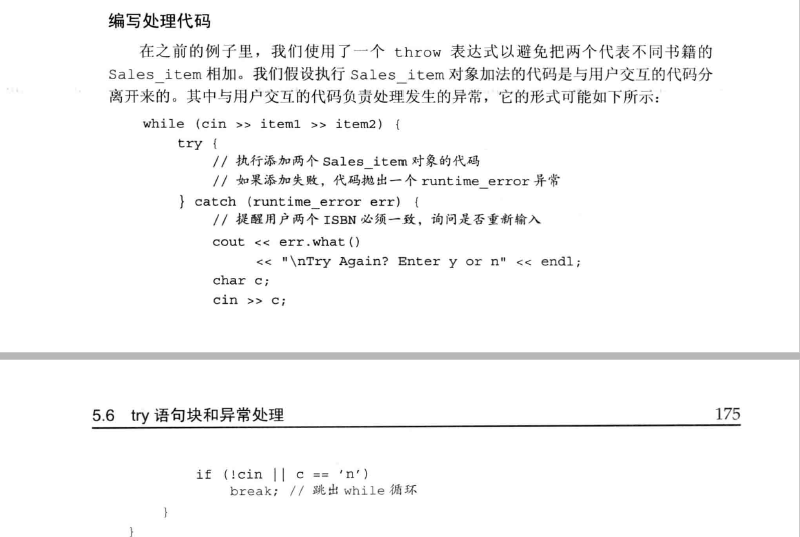 编写处理代码
在之前的例子里，我们使用了一个 throw 表达式以避免把两个代表不同书籍的
Sales_item 相加。我们假设执行 Sales_item 对象加法的代码是与用户交互的代码分
离开来的。其中与用户交互的代码负责处理发生的异常，它的形式可能如下所示：
while (cin >> item1 >> item2) {
try {
// 执行添加两个 Sales_item 对象的代码
// 如果添加失败，代码抛出一个 runtime_error 异常
} catch (runtime_error err) {
// 提醒用户两个 ISBN 必须一致，询问是否重新输入
cout << err.what()
<< "\nTry Again? Enter y or n" << endl;
char c;
cin >> c;
5.6 try 语句块和异常处理 175
if (!cin || c == 'n')
break; // 跳出 while 循环
}
}